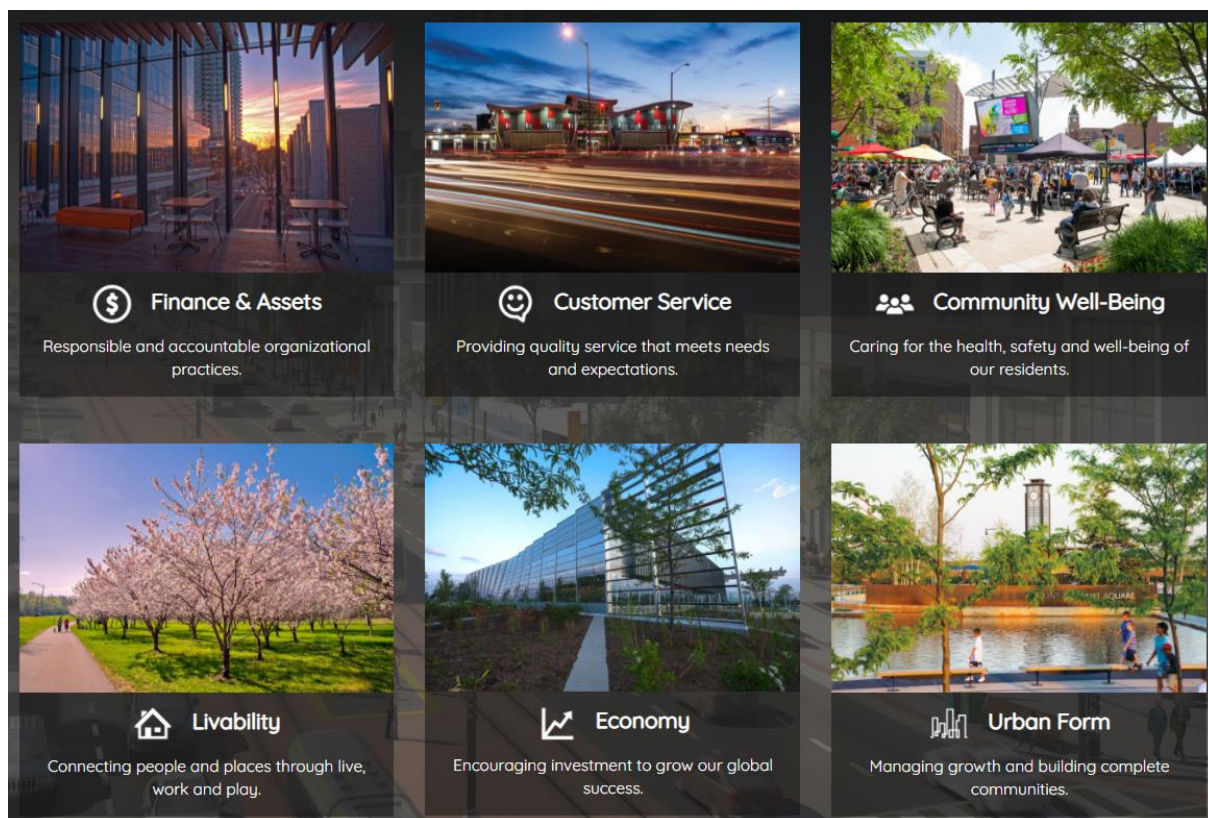 Finance & Assets
Responsible and accountable organizational
practices.
Customer Service
Providing quality service that meets needs
and expectations.
Community Well-Being
Caring for the health, safety and well-being of
our residents.
Livability
Connecting people and places through live,
work and play.
Economy
Encouraging investment to grow our global
success.
SQUARE
Urban Form
Managing growth and building complete
communities.